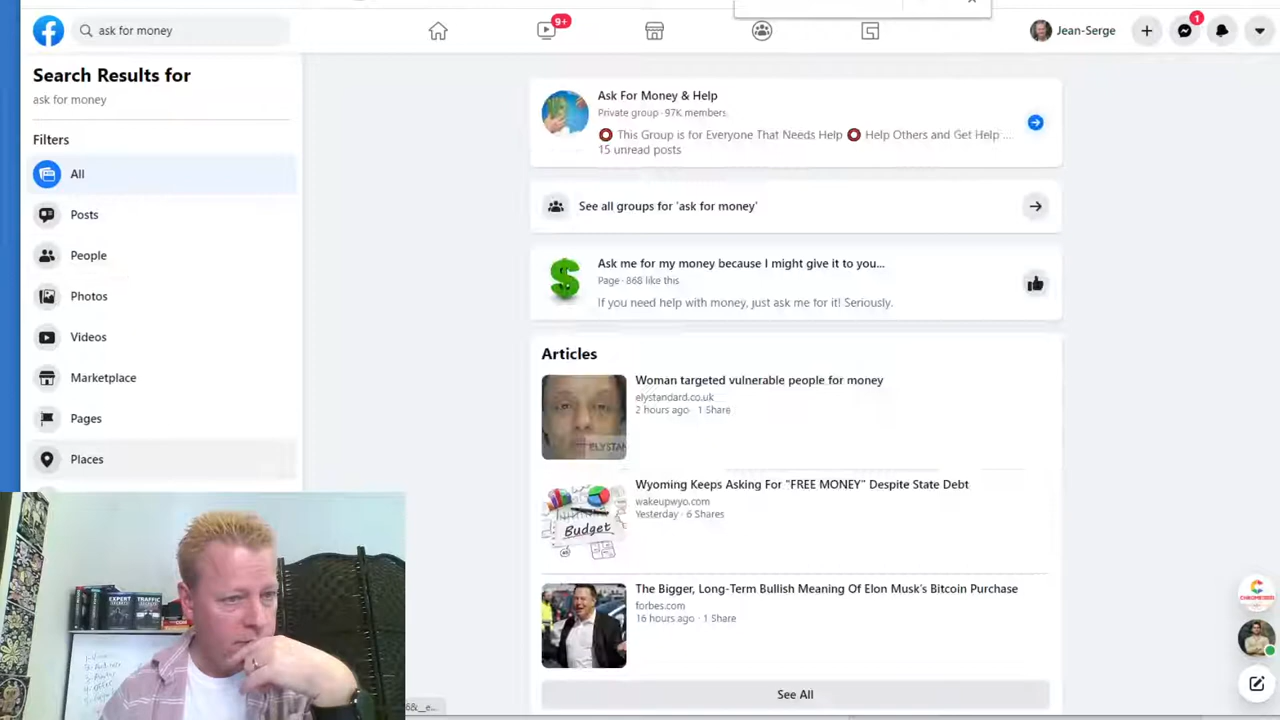 ask for money
9+
Jean-Serge
1
Search Results for
ask for money
Filters
All
Posts
People
Photos
Videos
Marketplace
Pages
Places
Ask For Money & Help
Private group · 97K members
⭕ This Group is for Everyone That Needs Help ⭕ Help Others and Get Help ...
15 unread posts
See all groups for 'ask for money'
$
Ask me for my money because I might give it to you...
Page · 868 like this
If you need help with money, just ask me for it! Seriously.
Articles
Woman targeted vulnerable people for money
elystandard.co.uk
2 hours ago · 1 Share
ELYSTAN
Wyoming Keeps Asking For "FREE MONEY" Despite State Debt
wakeupwyo.com
Yesterday · 6 Shares
Budget
The Bigger, Long-Term Bullish Meaning Of Elon Musk's Bitcoin Purchase
forbes.com
16 hours ago · 1 Share
See All
EXPERT
TRAFFIC